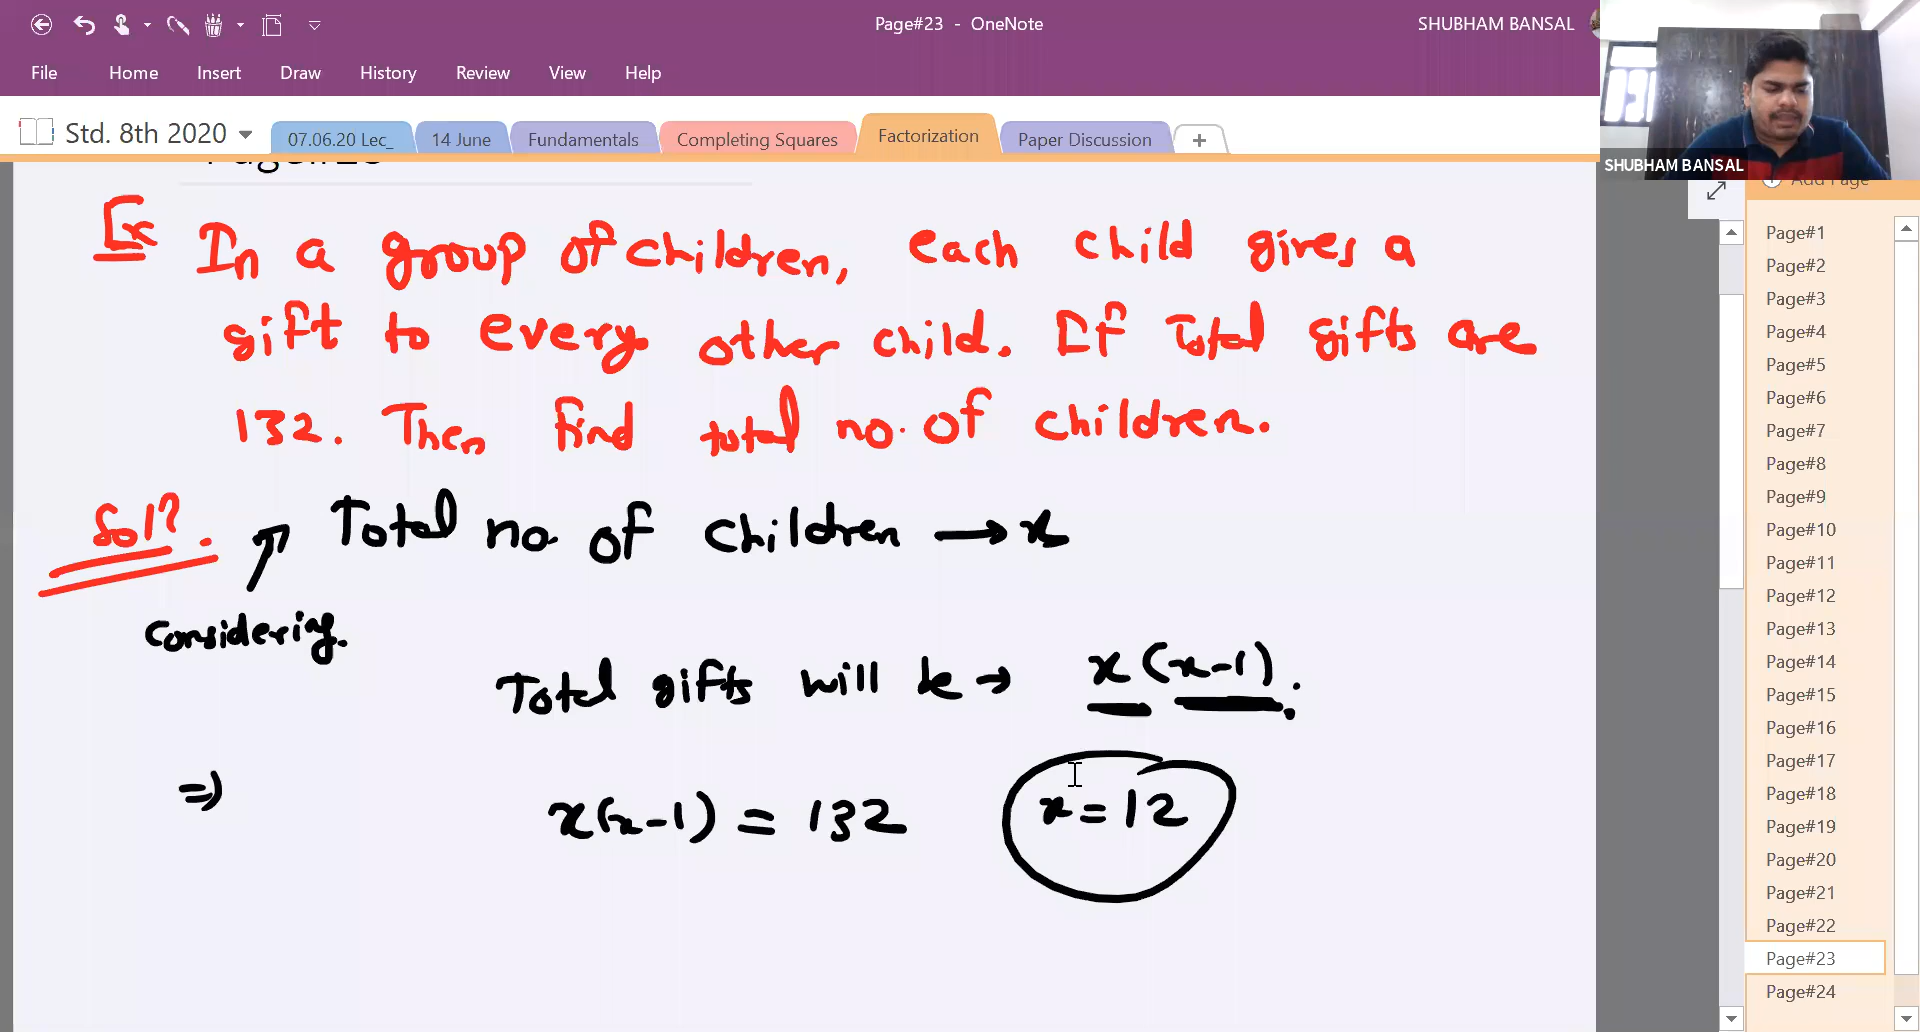 Page#23 - OneNote
SHUBHAM BANSAL
File Home Insert Draw History Review View Help
Std. 8th 2020
07.06.20 Lec_
14 June
Fundamentals
Completing Squares
Factorization
Paper Discussion
+
SHUBHAM BANSAL
Add Page
Page#23
Ex In a group of children, each child gives a
gift to every other child. If Total gifts are
132. Then find total no. of children.
Soln. Total no. of children → x
Considering.
Total gifts will be → x(x-1).
⇒ x(x-1) = 132 x = 12
Page#1
Page#2
Page#3
Page#4
Page#5
Page#6
Page#7
Page#8
Page#9
Page#10
Page#11
Page#12
Page#13
Page#14
Page#15
Page#16
Page#17
Page#18
Page#19
Page#20
Page#21
Page#22
Page#23
Page#24